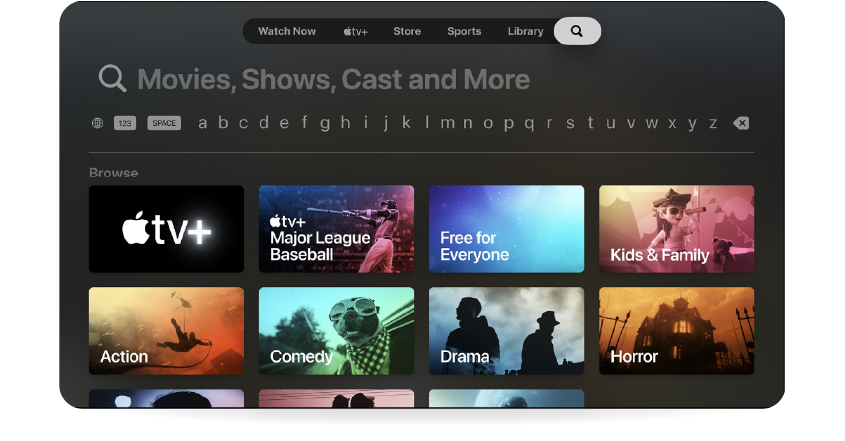 Watch Now tv+ Store Sports Library
Movies, Shows, Cast and More
123 SPACE a b c d e f g h i j k l m n o p q r s t u v w x y z
Browse
tv+
tv+
Major League
Baseball
Free for
Everyone
Kids & Family
Action
Comedy
Drama
Horror